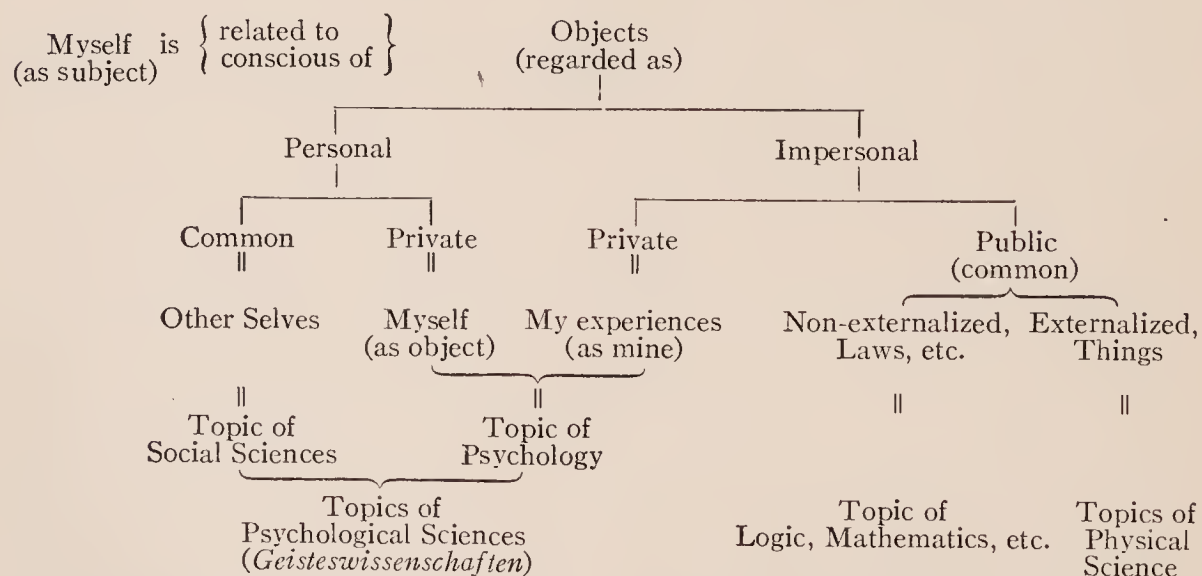 Myself is { related to } Objects
(as subject) { conscious of } (regarded as)
Personal Impersonal
Common Private Private Public
(common)
Other Selves Myself My experiences Non-externalized, Externalized,
(as object) (as mine) Laws, etc. Things
Topic of Topic of
Social Sciences Psychology
Topics of Topic of Topics of
Psychological Sciences Logic, Mathematics, etc. Physical
(Geisteswissenschaften) Science